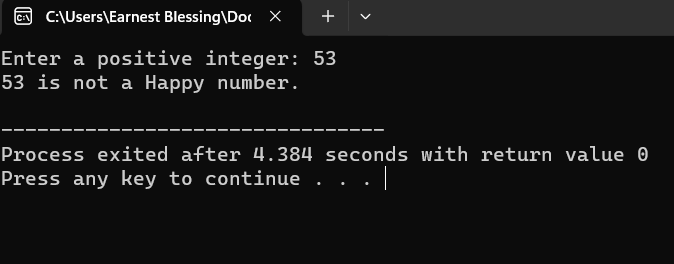 C:\Users\Earnest Blessing\Doc
Enter a positive integer: 53
53 is not a Happy number.
--------------------------------
Process exited after 4.384 seconds with return value 0
Press any key to continue . . .